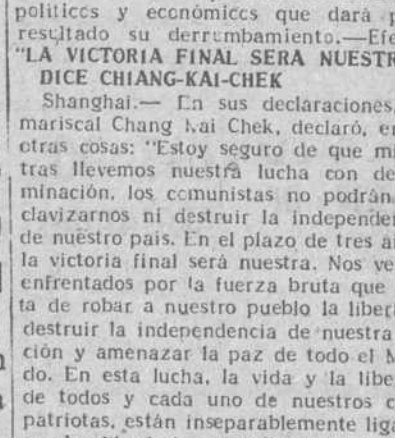 políticos y económicos que dará p
resultado su derrumbamiento.—Efe
"LA VICTORIA FINAL SERA NUESTR
DICE CHIANG-KAI-CHEK
Shanghai.— En sus declaraciones,
mariscal Chang Kai Chek, declaró, en
otras cosas: "Estoy seguro de que mi
tras llevemos nuestra lucha con de
minación, los comunistas no podrán
clavizarnos ni destruir la independen
de nuestro pais. En el plazo de tres añ
la victoria final será nuestra. Nos ve
enfrentados por la fuerza bruta que
ta de robar a nuestro pueblo la libert
destruir la independencia de nuestra
ción y amenazar la paz de todo el M
do. En esta lucha, la vida y la liber
de todos y cada uno de nuestros c
patriotas, están inseparablemente liga